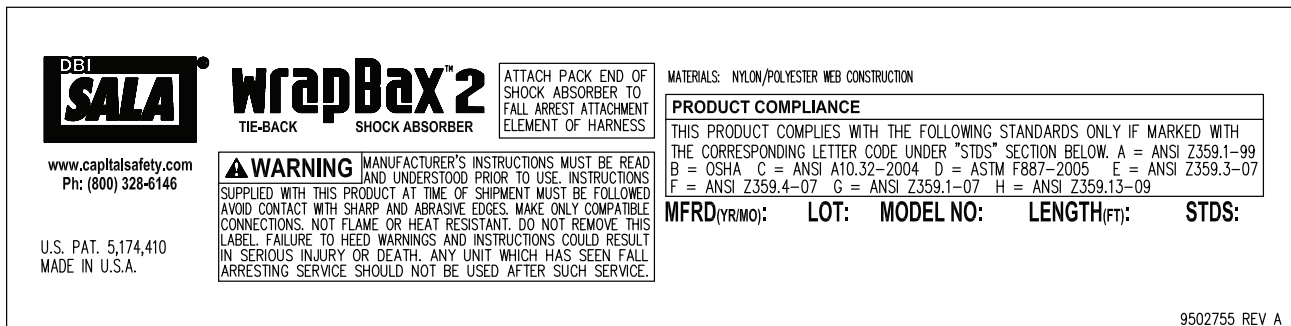 DBI
SALA®
www.capitalsafety.com
Ph: (800) 328-6146
U.S. PAT. 5,174,410
MADE IN U.S.A.
wrapBax™2
TIE-BACK SHOCK ABSORBER
ATTACH PACK END OF
SHOCK ABSORBER TO
FALL ARREST ATTACHMENT
ELEMENT OF HARNESS
WARNING MANUFACTURER'S INSTRUCTIONS MUST BE READ
AND UNDERSTOOD PRIOR TO USE. INSTRUCTIONS
SUPPLIED WITH THIS PRODUCT AT TIME OF SHIPMENT MUST BE FOLLOWED
AVOID CONTACT WITH SHARP AND ABRASIVE EDGES. MAKE ONLY COMPATIBLE
CONNECTIONS. NOT FLAME OR HEAT RESISTANT. DO NOT REMOVE THIS
LABEL. FAILURE TO HEED WARNINGS AND INSTRUCTIONS COULD RESULT
IN SERIOUS INJURY OR DEATH. ANY UNIT WHICH HAS SEEN FALL
ARRESTING SERVICE SHOULD NOT BE USED AFTER SUCH SERVICE.
MATERIALS: NYLON/POLYESTER WEB CONSTRUCTION
PRODUCT COMPLIANCE
THIS PRODUCT COMPLIES WITH THE FOLLOWING STANDARDS ONLY IF MARKED WITH
THE CORRESPONDING LETTER CODE UNDER "STDS" SECTION BELOW. A = ANSI Z359.1-99
B = OSHA C = ANSI A10.32-2004 D = ASTM F887-2005 E = ANSI Z359.3-07
F = ANSI Z359.4-07 G = ANSI Z359.1-07 H = ANSI Z359.13-09
MFRD(YR/MO): LOT: MODEL NO: LENGTH(FT): STDS:
9502755 REV A